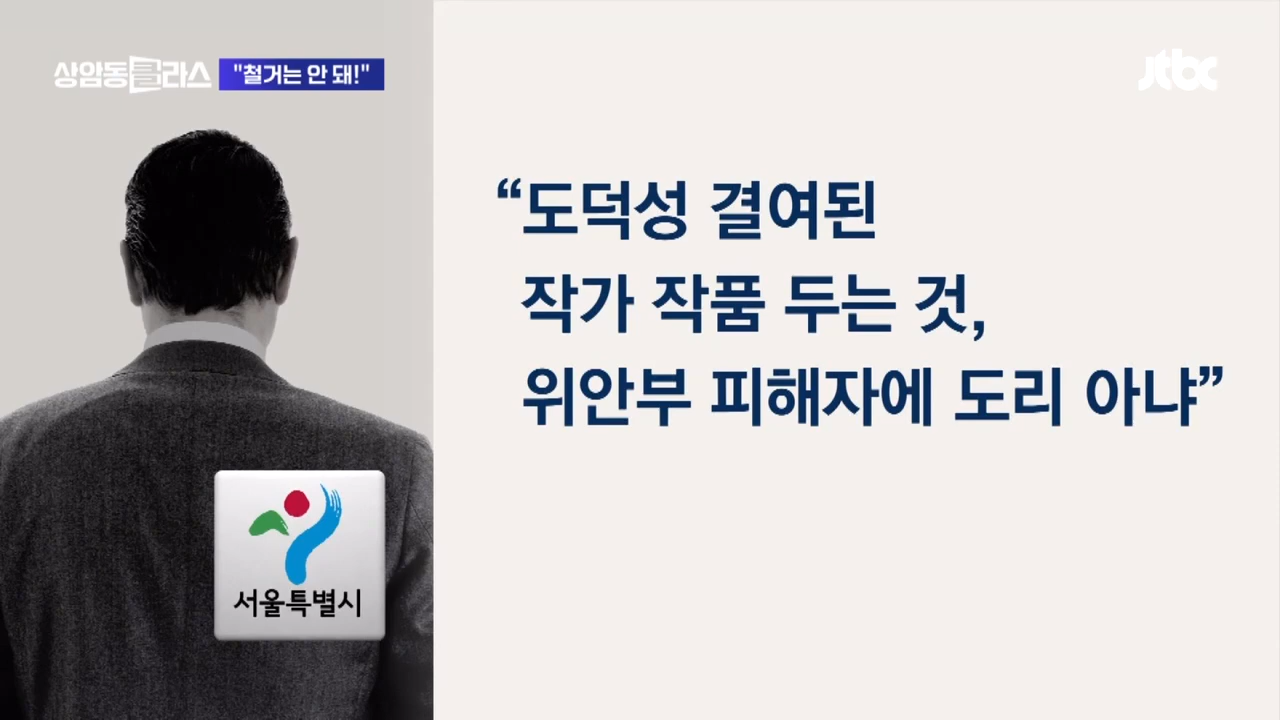 상암동클라스 "철거는 안 돼!"
jtbc
“도덕성 결여된
작가 작품 두는 것,
위안부 피해자에 도리 아냐”
서울특별시